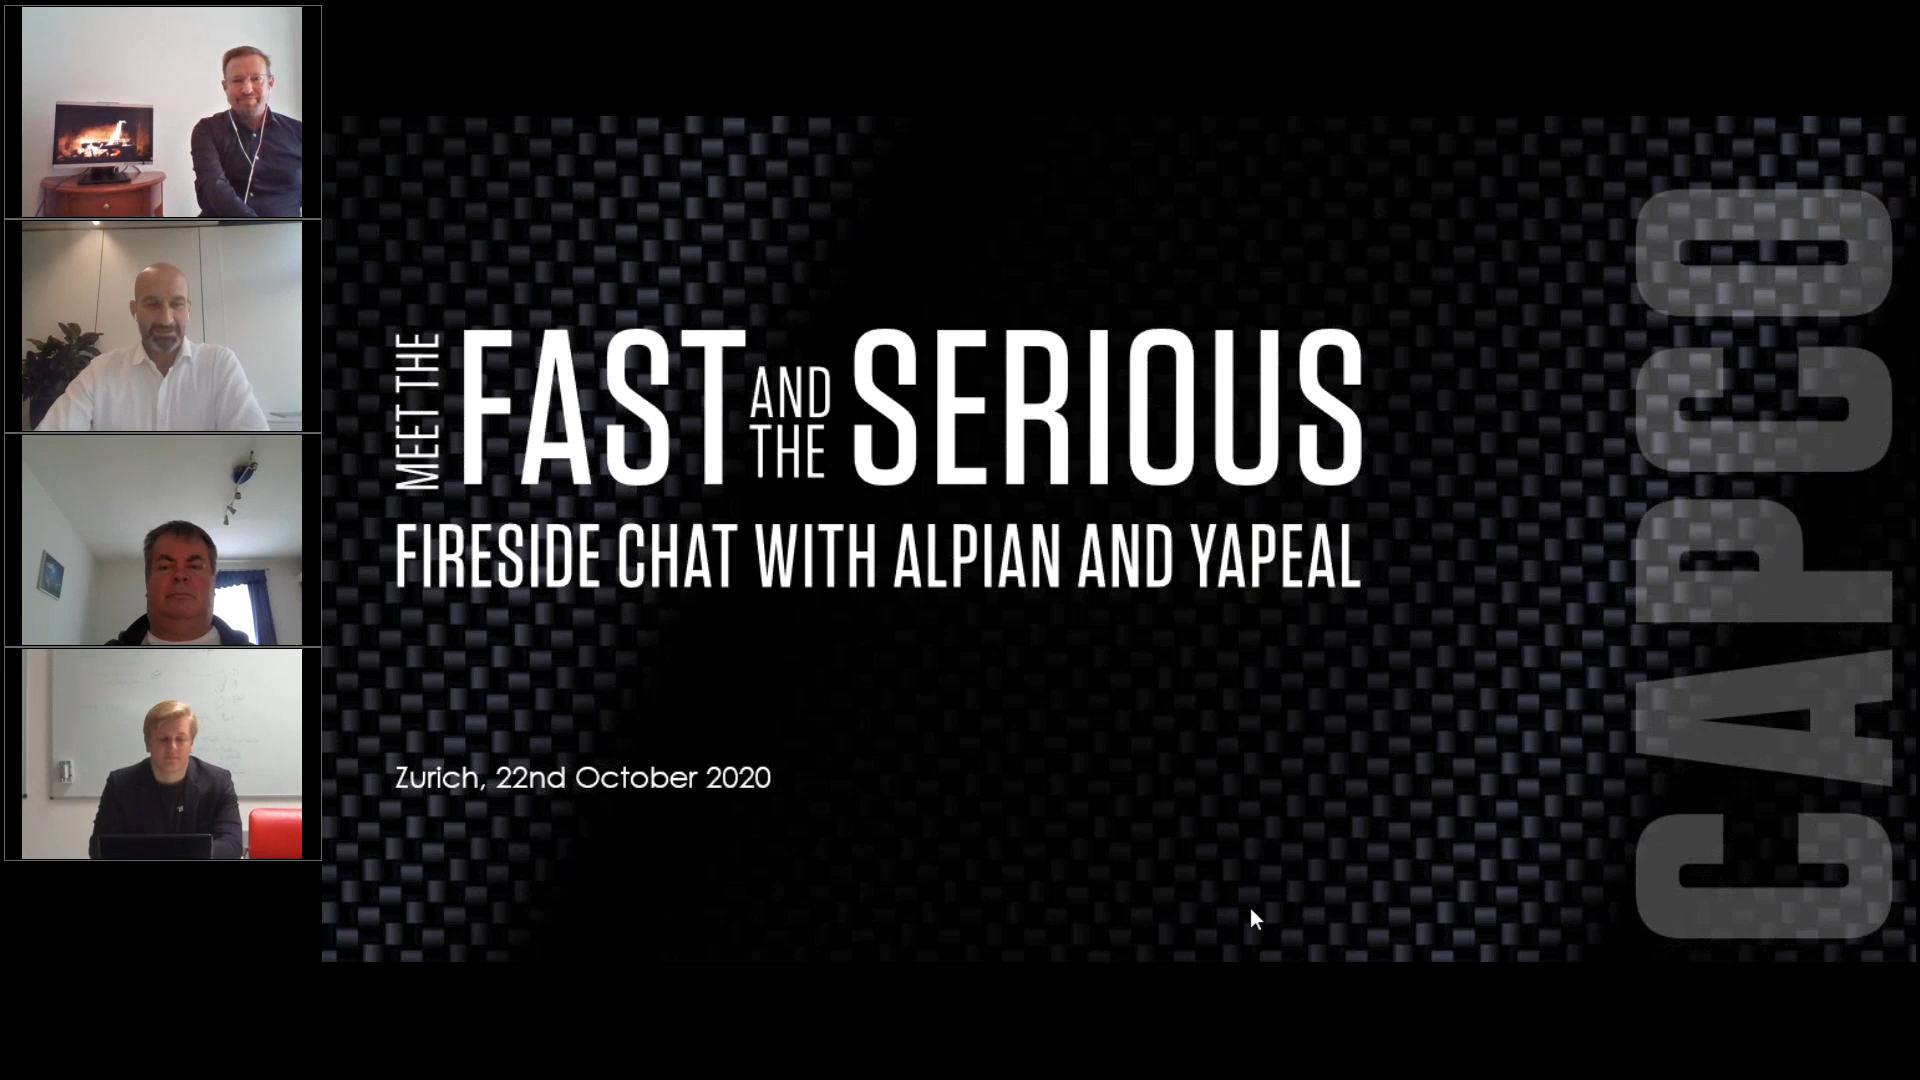 MEET THE FAST AND THE SERIOUS
FIRESIDE CHAT WITH ALPIAN AND YAPEAL
Zurich, 22nd October 2020
CAPCO